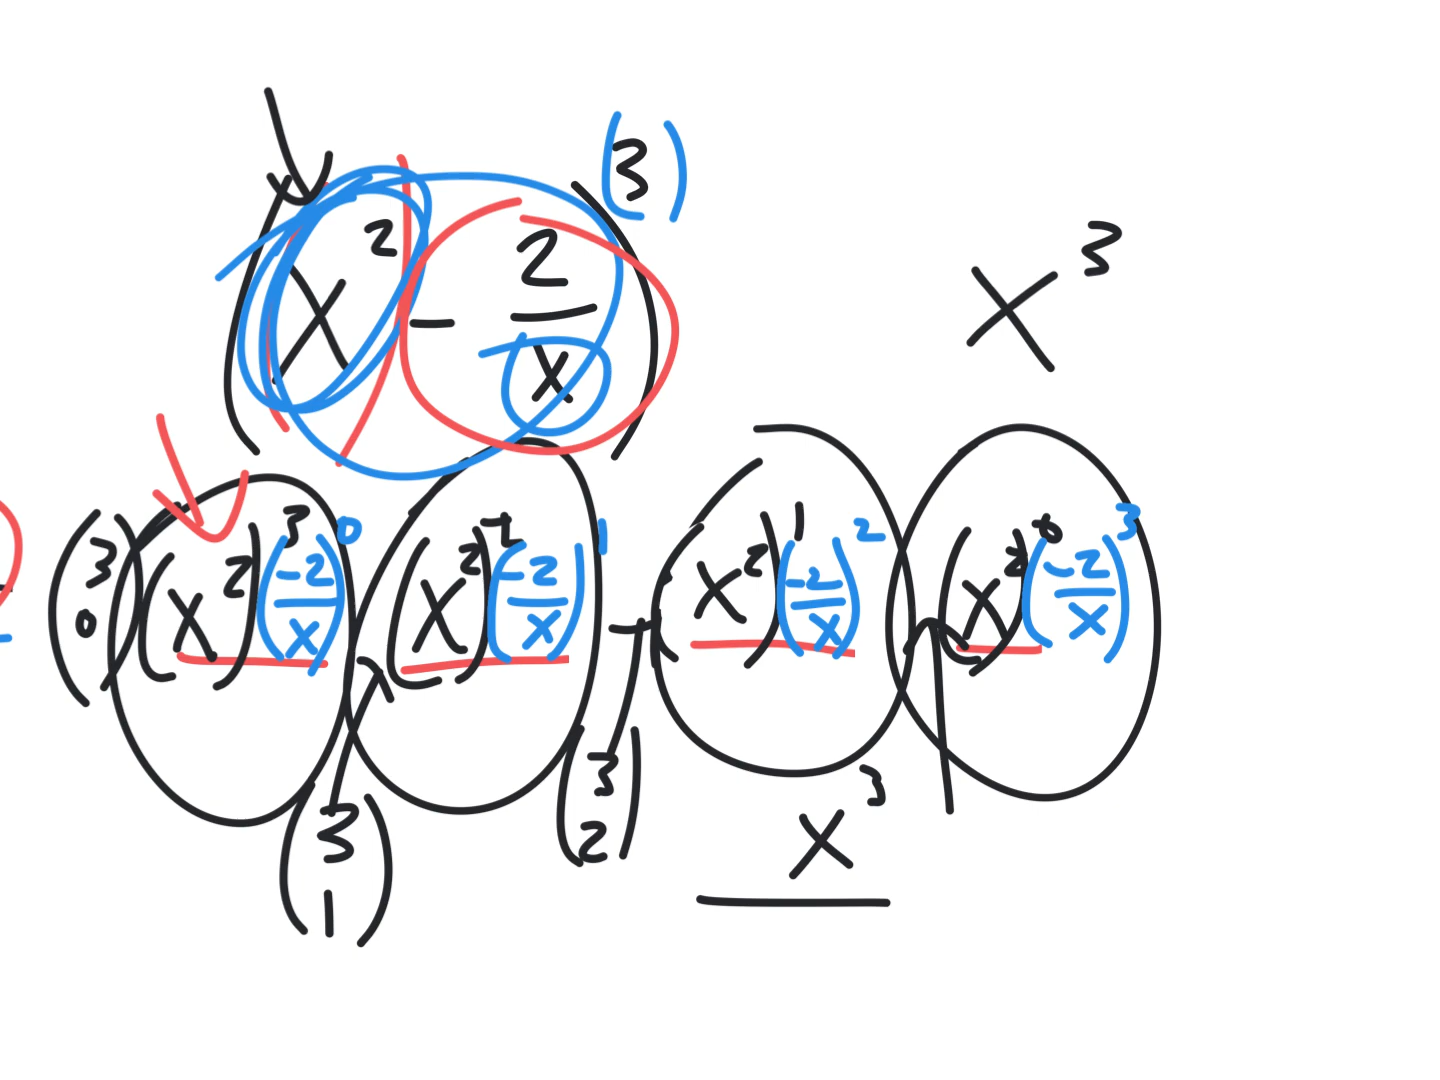 (x² - 2/x)^(3)
x³
(3 0) (x²)³ (-2/x)⁰ (x²)² (-2/x)¹ + (x²)¹ (-2/x)² (x²)⁰ (-2/x)³
(3 1) (3 2) x³